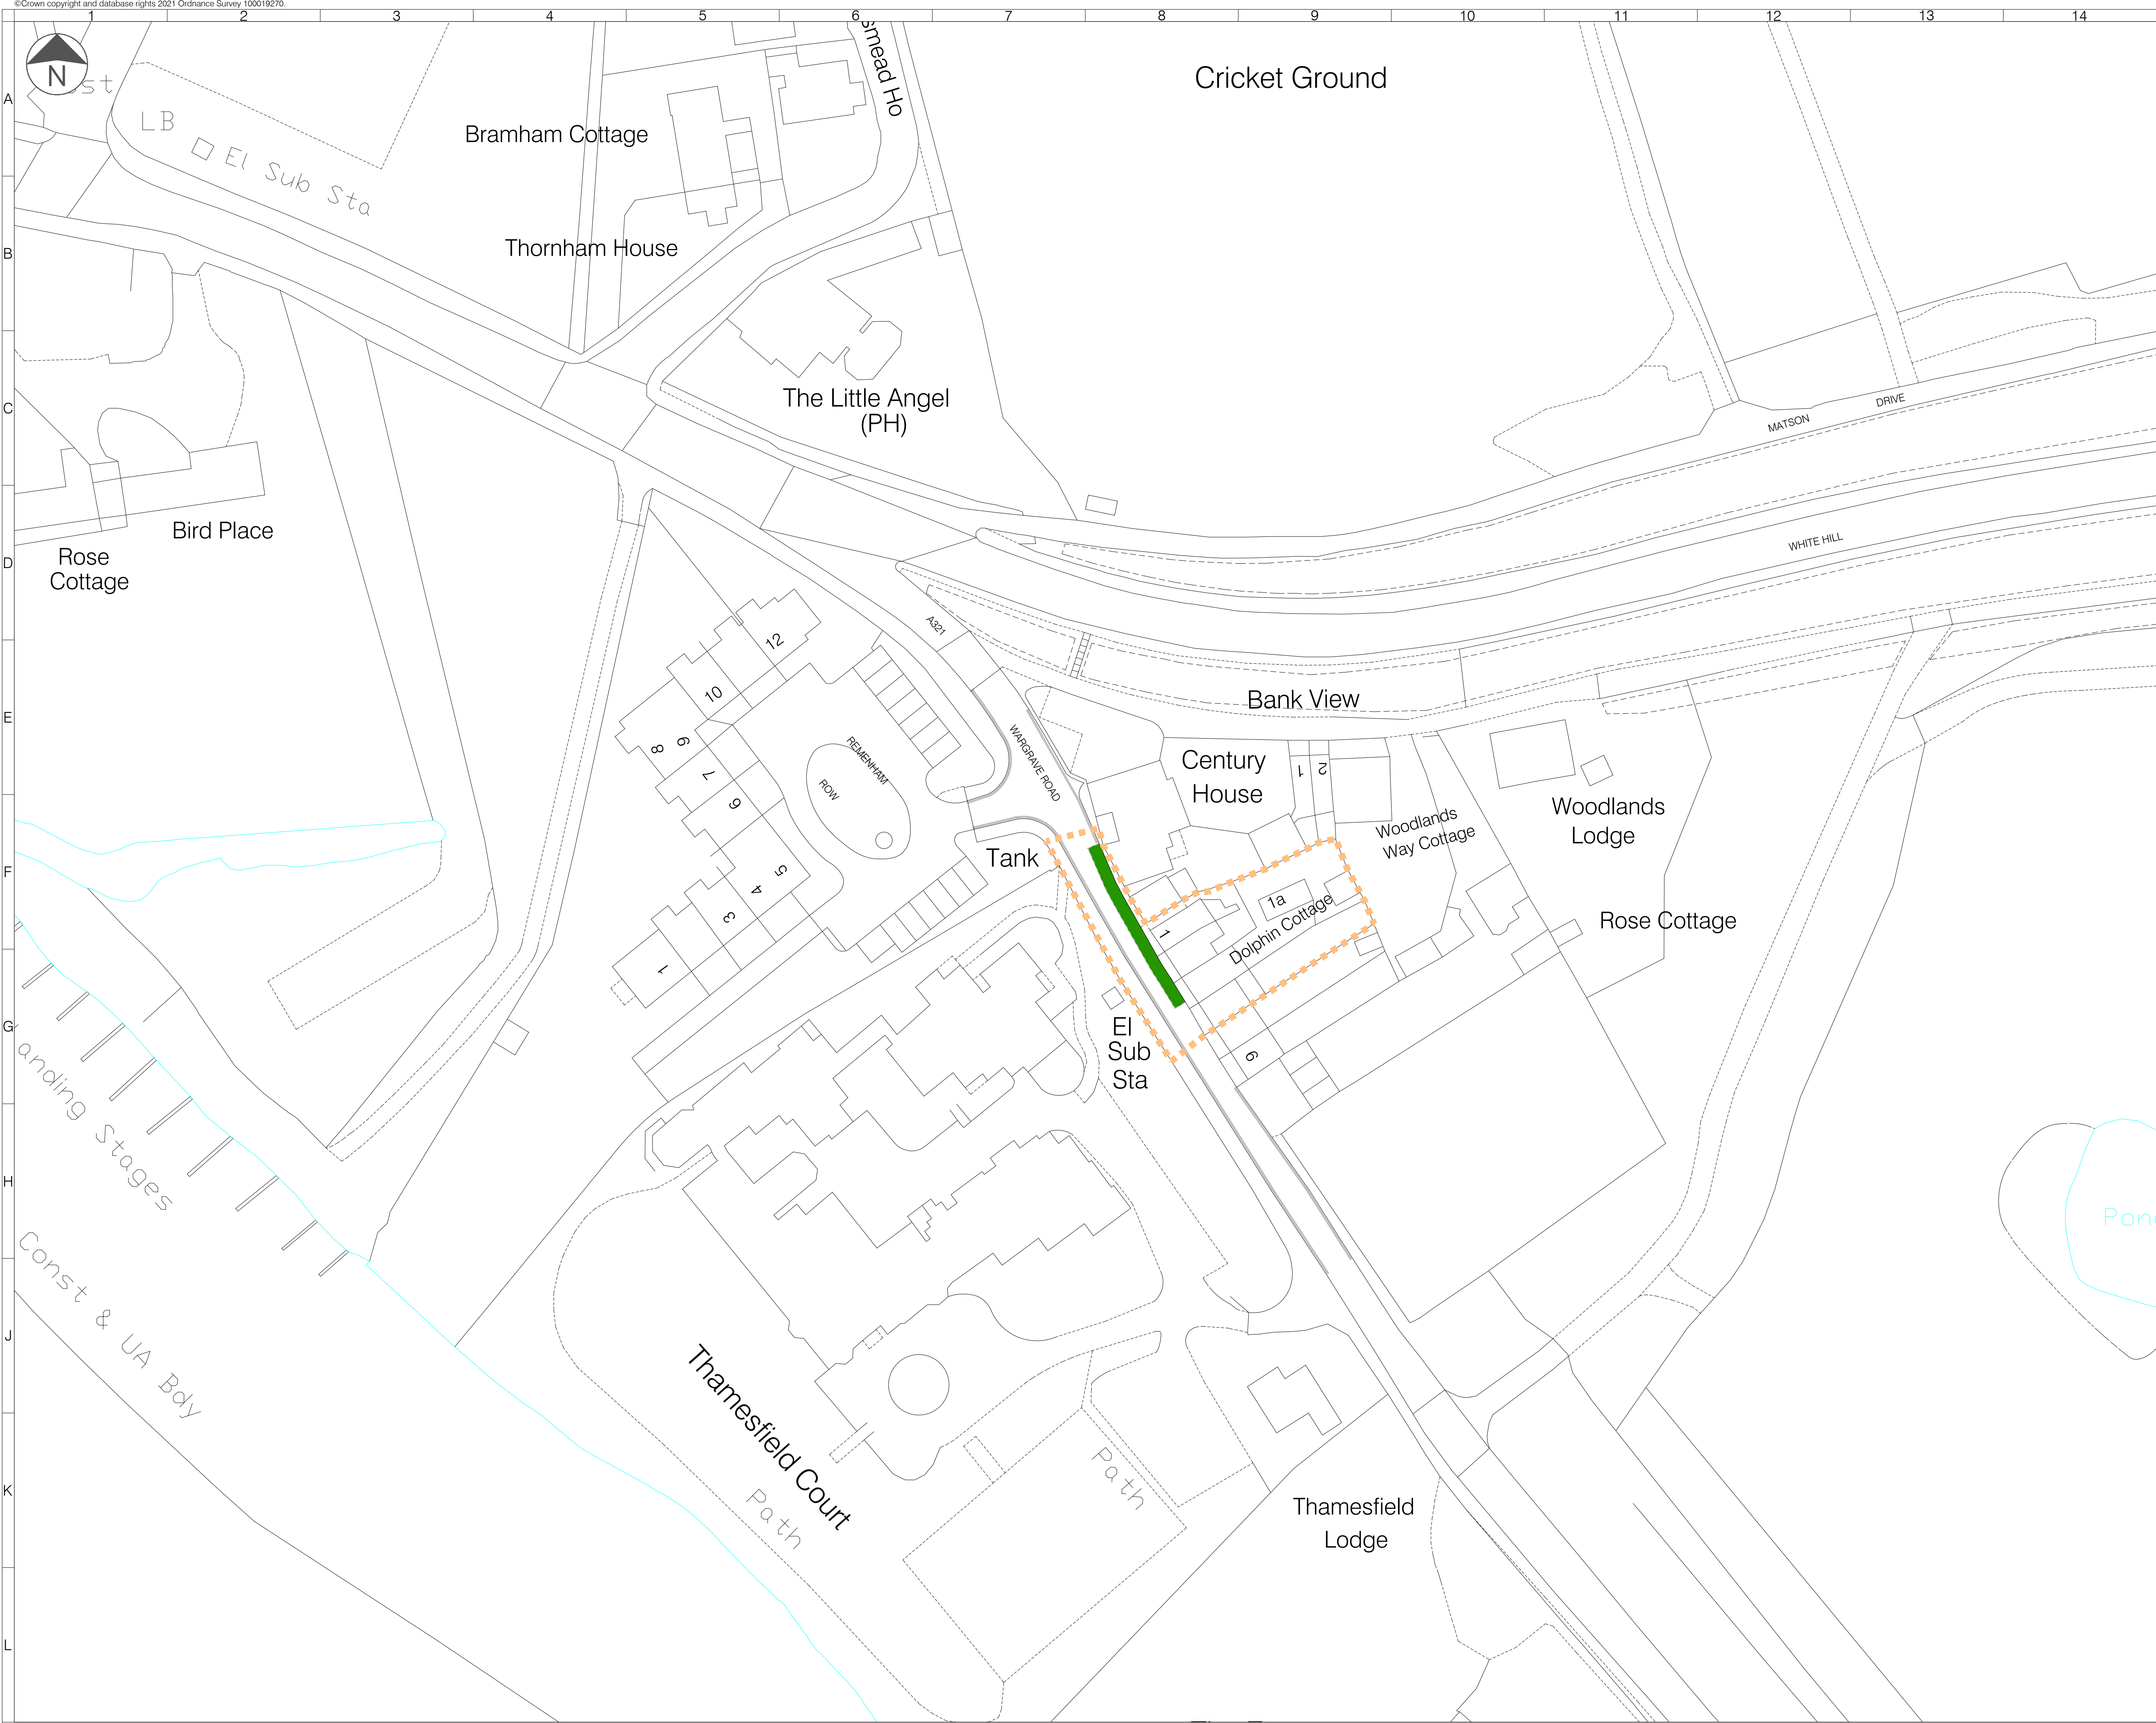 ©Crown copyright and database rights 2021 Ordnance Survey 100019270.
1 2 3 4 5 6 7 8 9 10 11 12 13 14
A
B
C
D
E
F
G
H
J
K
L
N
LB
El Sub Sta
Bramham Cottage
Thornham House
Cricket Ground
The Little Angel
(PH)
MATSON DRIVE
WHITE HILL
Bird Place
Rose
Cottage
A321
12
10
9
8
7
6
5
4
3
1
REMENHAM
ROW
WARGRAVE ROAD
Bank View
Century
House
1
2
Woodlands
Way Cottage
Woodlands
Lodge
Rose Cottage
Tank
1
1a
Dolphin Cottage
El
Sub
Sta
6
anding Stages
Const & UA Bdy
Thamesfield Court
Path
Path
Thamesfield
Lodge